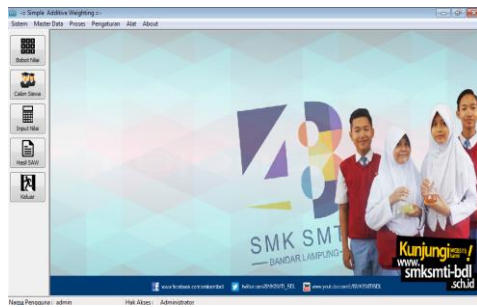 -:: Simple Additive Weighting ::-
Sistem Master Data Proses Pengaturan Alat About
Bobot Nilai
Calon Siswa
Input Nilai
Hasil SAW
Keluar
43
SMK SMT
BANDAR LAMPUNG
Kunjungi
www.
smksmti-bdl
.sch.id
Nama Pengguna : admin Hak Akses : Administrator